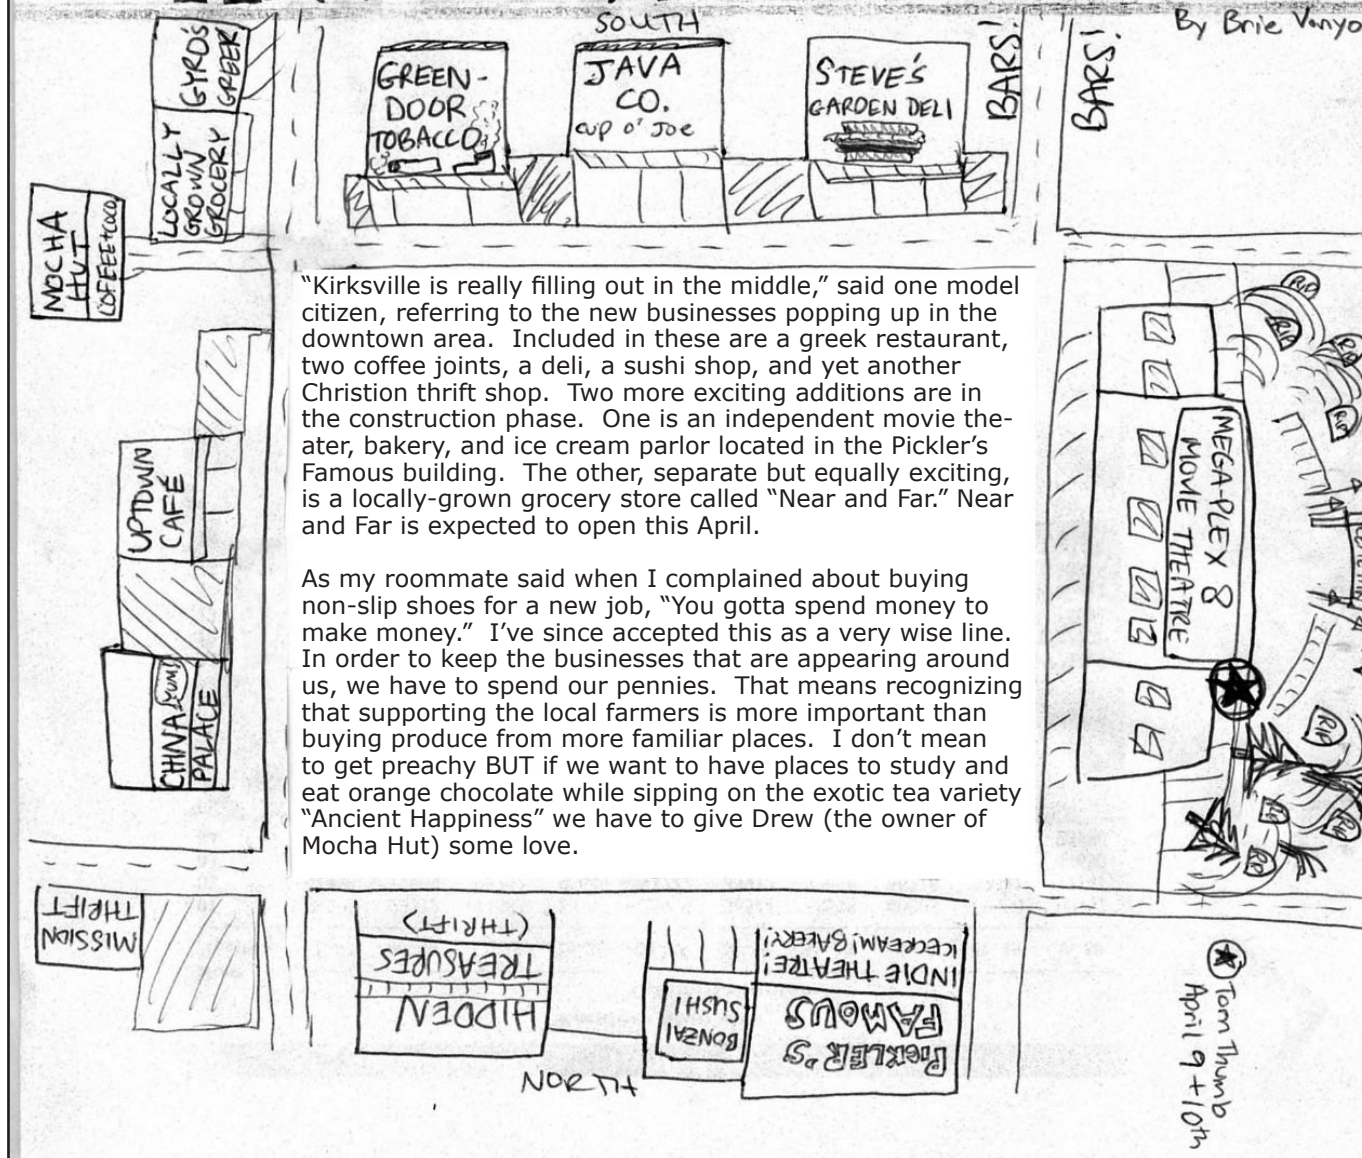 SOUTH
By Brie Vanyo
GYRO'S
GREEK
LOCALLY
GROWN
GROCERY
MOCHA
HUT
COFFEE+COCO
GREEN-
DOOR
TOBACCO
JAVA
CO.
cup o' Joe
STEVE'S
GARDEN DELI
BARS!
BARS!
“Kirksville is really filling out in the middle,” said one model
citizen, referring to the new businesses popping up in the
downtown area.  Included in these are a greek restaurant,
two coffee joints, a deli, a sushi shop, and yet another
Christion thrift shop.  Two more exciting additions are in
the construction phase.  One is an independent movie the-
ater, bakery, and ice cream parlor located in the Pickler’s
Famous building.  The other, separate but equally exciting,
is a locally-grown grocery store called “Near and Far.” Near
and Far is expected to open this April.
As my roommate said when I complained about buying
non-slip shoes for a new job, “You gotta spend money to
make money.”  I’ve since accepted this as a very wise line.
In order to keep the businesses that are appearing around
us, we have to spend our pennies.  That means recognizing
that supporting the local farmers is more important than
buying produce from more familiar places.  I don’t mean
to get preachy BUT if we want to have places to study and
eat orange chocolate while sipping on the exotic tea variety
“Ancient Happiness” we have to give Drew (the owner of
Mocha Hut) some love.
UPTOWN
CAFÉ
CHINA
YUM!
PALACE
MEGA-PLEX 8
MOVIE THEATRE
RIP
RIP
RIP
RIP
RIP
RIP
MISSION
THRIFT
HIDDEN
TREASURES
(THRIFT)
BONZAI
SUSHI
PICKLER'S
FAMOUS
INDIE THEATRE!
ICECREAM! BAKERY!
NORTH
Tom Thumb
April 9 + 10th